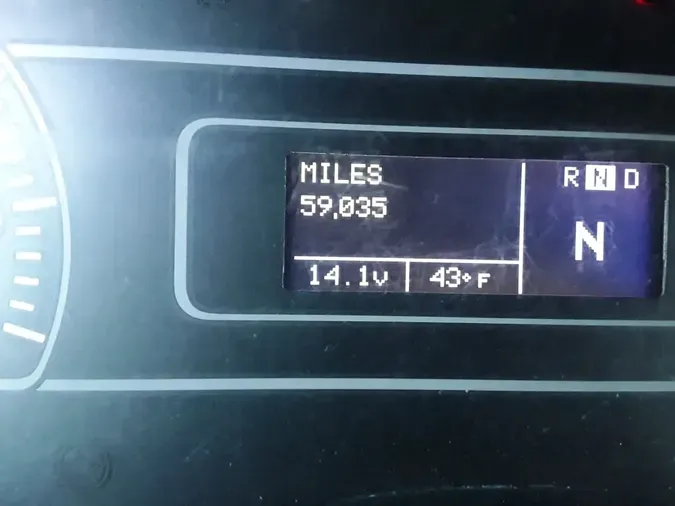 MILES
59,035
14.1V
43° F
R N D
N